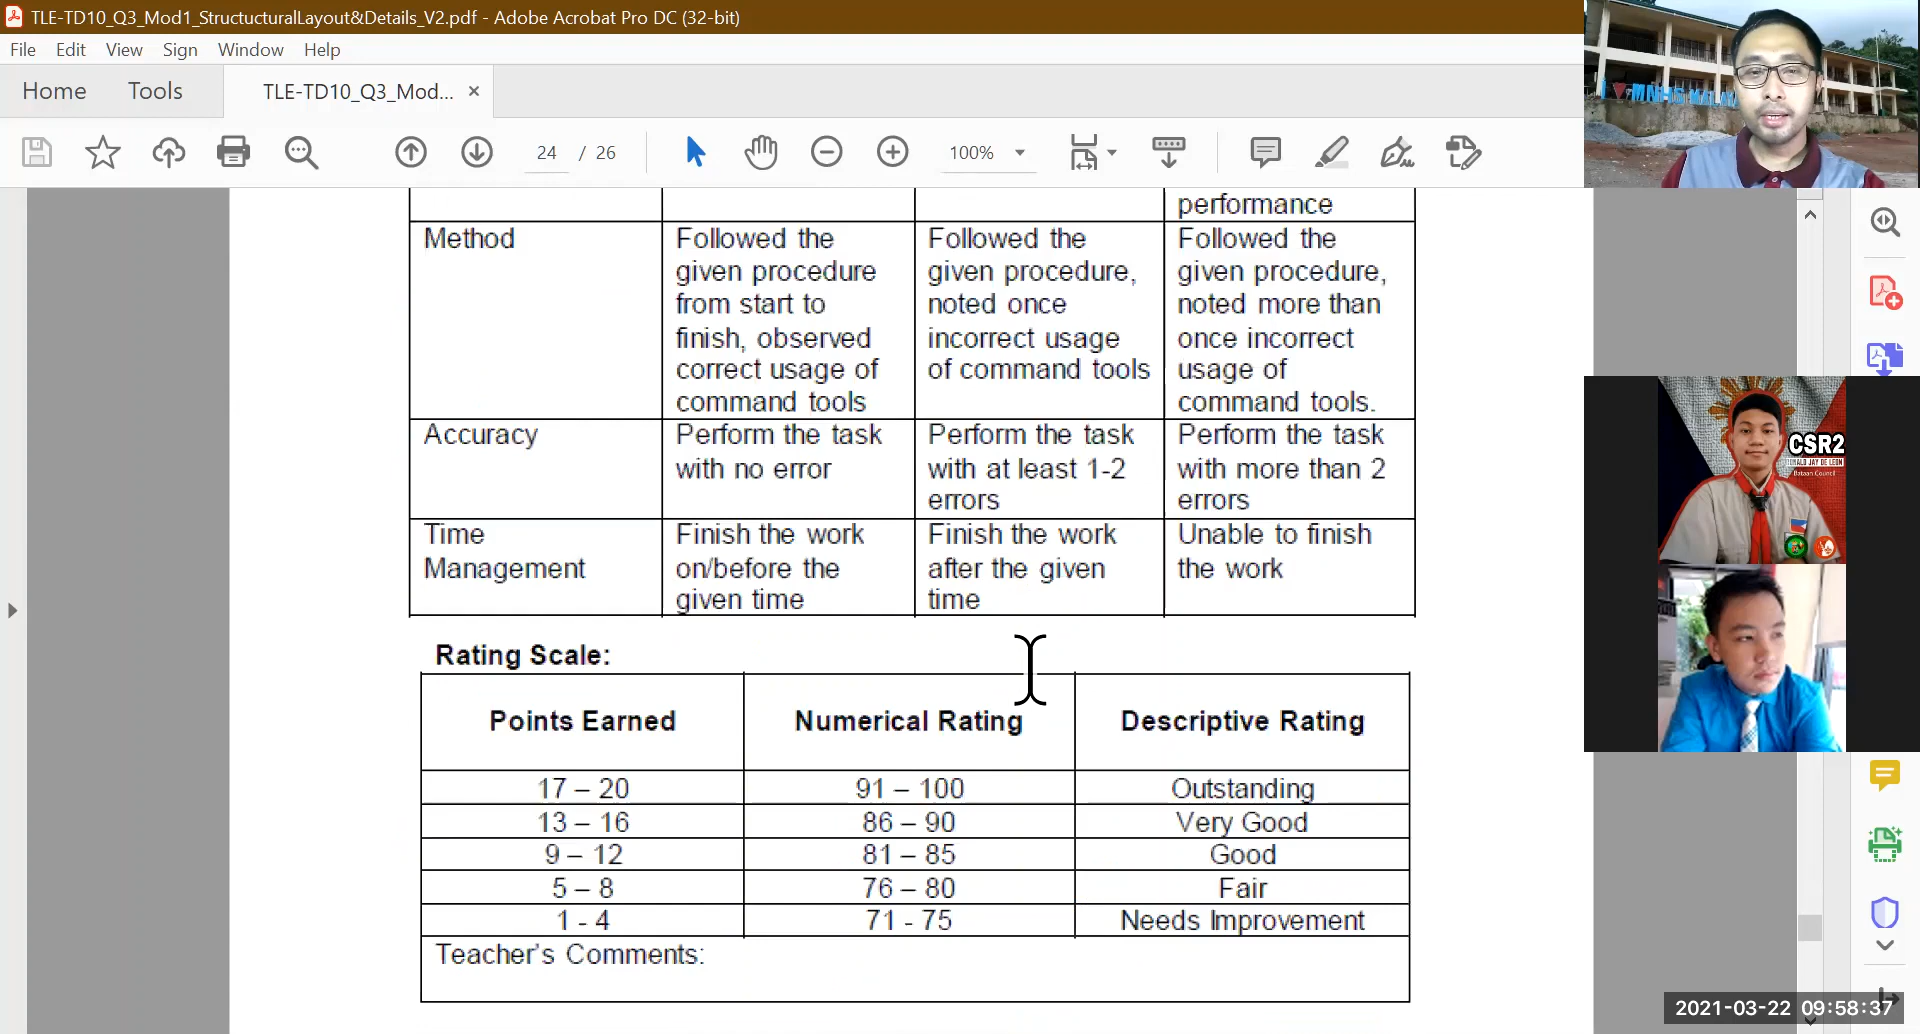 TLE-TD10_Q3_Mod1_StructucturalLayout&Details_V2.pdf - Adobe Acrobat Pro DC (32-bit)
File Edit View Sign Window Help
Home Tools TLE-TD10_Q3_Mod... ×
24 / 26 100%
performance
Method
Followed the
given procedure
from start to
finish, observed
correct usage of
command tools
Followed the
given procedure,
noted once
incorrect usage
of command tools
Followed the
given procedure,
noted more than
once incorrect
usage of
command tools.
Accuracy
Perform the task
with no error
Perform the task
with at least 1-2
errors
Perform the task
with more than 2
errors
Time
Management
Finish the work
on/before the
given time
Finish the work
after the given
time
Unable to finish
the work
Rating Scale:
Points Earned Numerical Rating Descriptive Rating
17 – 20 91 – 100 Outstanding
13 – 16 86 – 90 Very Good
9 – 12 81 – 85 Good
5 – 8 76 – 80 Fair
1 - 4 71 - 75 Needs Improvement
Teacher's Comments:
CSR2
Bataan Council
2021-03-22 09:58:37